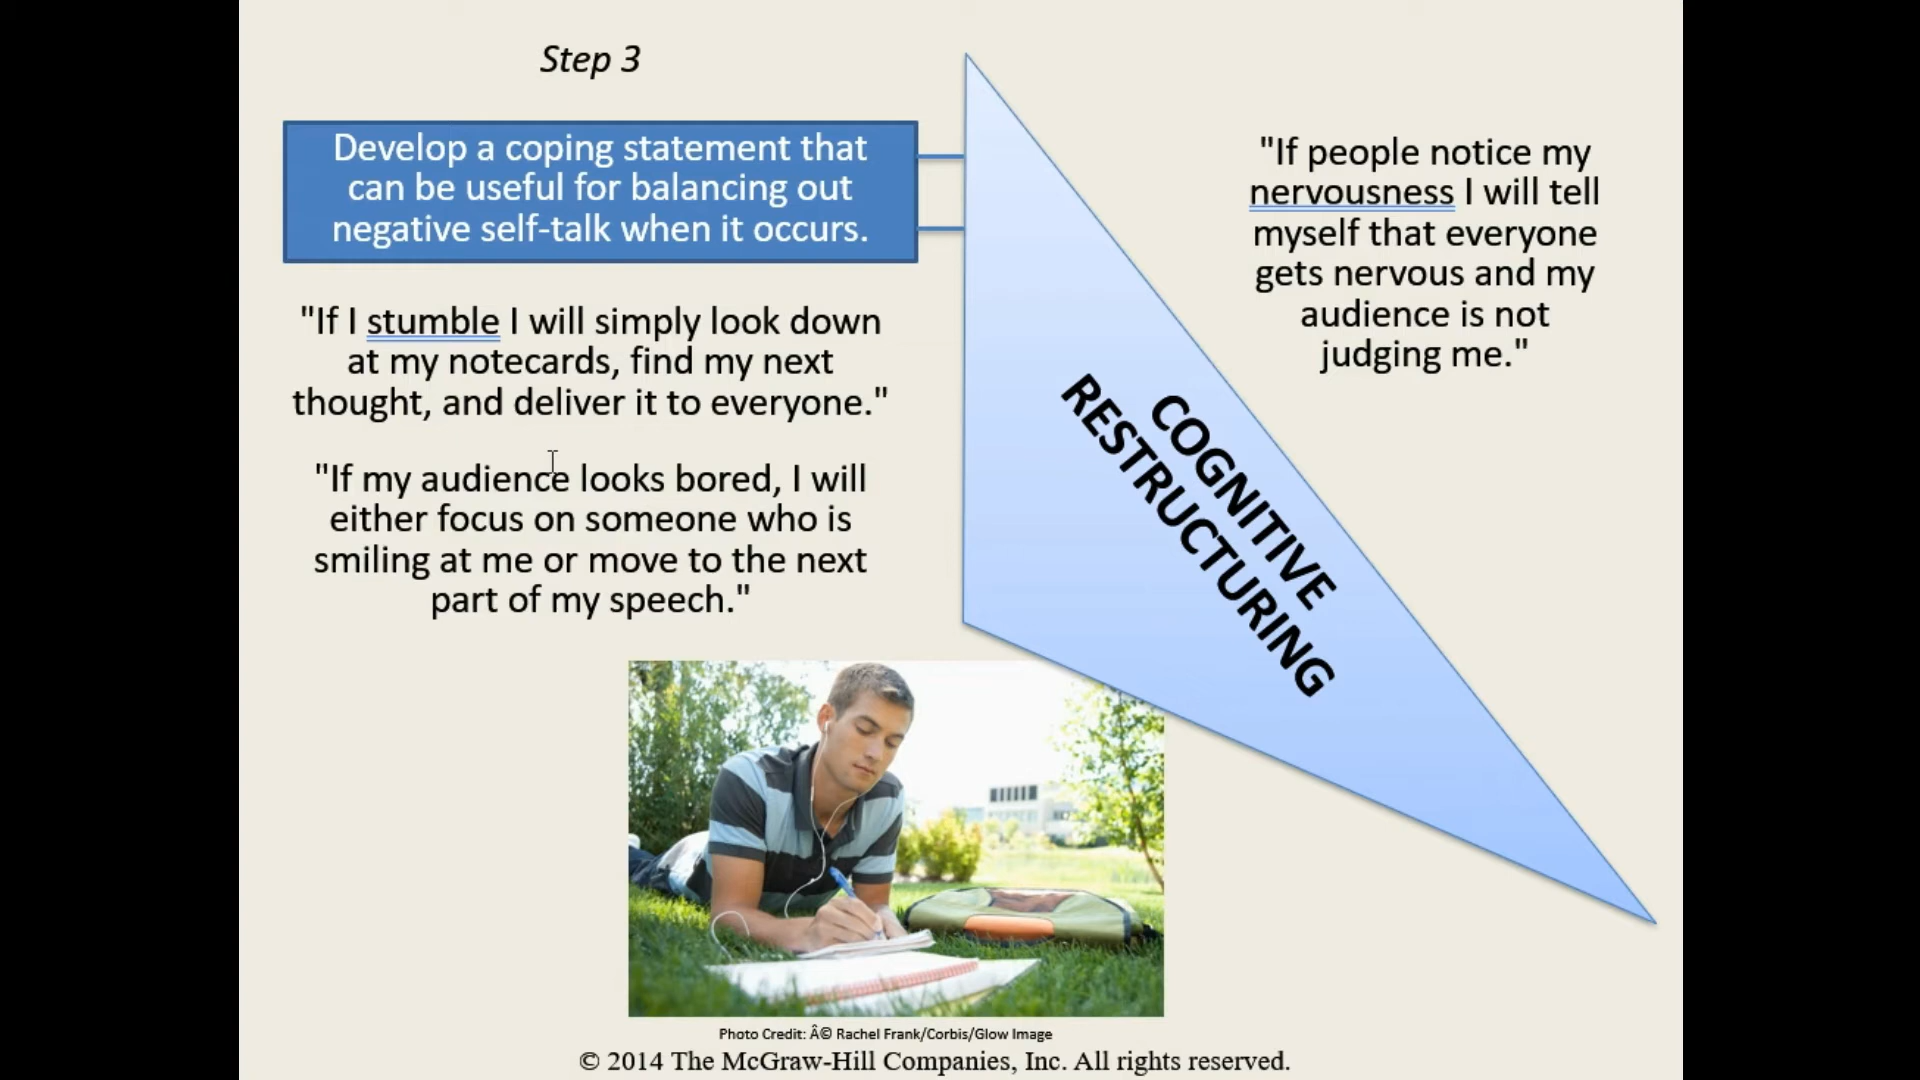 Step 3
Develop a coping statement that
can be useful for balancing out
negative self-talk when it occurs.
"If I stumble I will simply look down
at my notecards, find my next
thought, and deliver it to everyone."
"If my audience looks bored, I will
either focus on someone who is
smiling at me or move to the next
part of my speech."
"If people notice my
nervousness I will tell
myself that everyone
gets nervous and my
audience is not
judging me."
COGNITIVE
RESTRUCTURING
Photo Credit: Â© Rachel Frank/Corbis/Glow Image
© 2014 The McGraw-Hill Companies, Inc. All rights reserved.